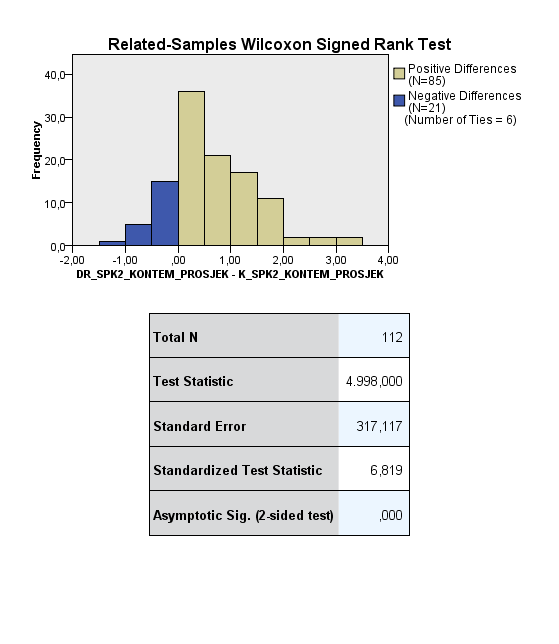 Related-Samples Wilcoxon Signed Rank Test
40,0
30,0
20,0
10,0
0,0
Frequency
-2,00 -1,00 ,00 1,00 2,00 3,00 4,00
DR_SPK2_KONTEM_PROSJEK - K_SPK2_KONTEM_PROSJEK
Positive Differences
(N=85)
Negative Differences
(N=21)
(Number of Ties = 6)
Total N 112
Test Statistic 4.998,000
Standard Error 317,117
Standardized Test Statistic 6,819
Asymptotic Sig. (2-sided test) ,000